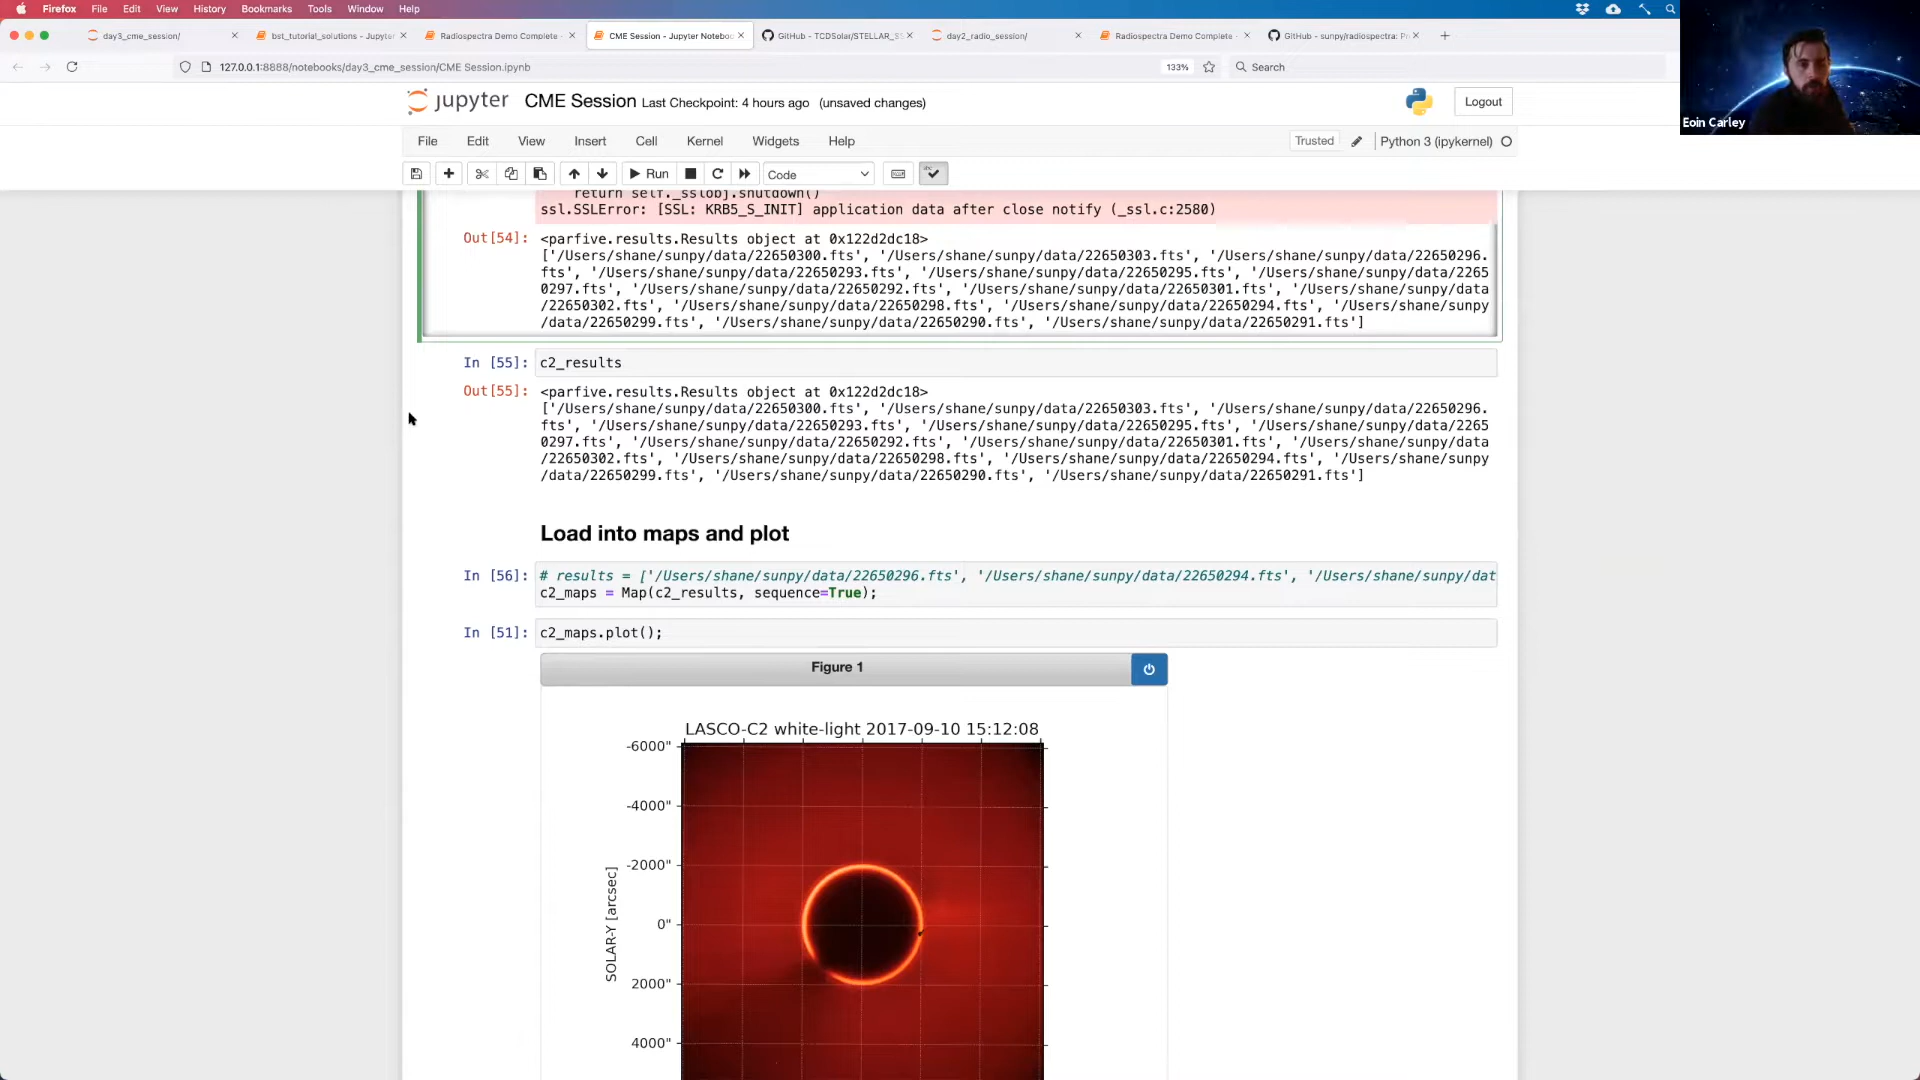 Firefox File Edit View History Bookmarks Tools Window Help
day3_cme_session/ bst_tutorial_solutions - Jupyter Radiospectra Demo Complete - CME Session - Jupyter Noteboo GitHub - TCDSolar/STELLAR_S day2_radio_session/ Radiospectra Demo Complete - GitHub - sunpy/radiospectra: P
127.0.0.1:8888/notebooks/day3_cme_session/CME Session.ipynb 133% Search
Eoin Carley
jupyter CME Session Last Checkpoint: 4 hours ago (unsaved changes) Logout
File Edit View Insert Cell Kernel Widgets Help Trusted Python 3 (ipykernel)
Run Code
return self._sslobj.shutdown()
ssl.SSLError: [SSL: KRB5_S_INIT] application data after close notify (_ssl.c:2580)
Out[54]: <parfive.results.Results object at 0x122d2dc18>
['/Users/shane/sunpy/data/22650300.fts', '/Users/shane/sunpy/data/22650303.fts', '/Users/shane/sunpy/data/22650296.
fts', '/Users/shane/sunpy/data/22650293.fts', '/Users/shane/sunpy/data/22650295.fts', '/Users/shane/sunpy/data/2265
0297.fts', '/Users/shane/sunpy/data/22650292.fts', '/Users/shane/sunpy/data/22650301.fts', '/Users/shane/sunpy/data
/22650302.fts', '/Users/shane/sunpy/data/22650298.fts', '/Users/shane/sunpy/data/22650294.fts', '/Users/shane/sunpy
/data/22650299.fts', '/Users/shane/sunpy/data/22650290.fts', '/Users/shane/sunpy/data/22650291.fts']
In [55]: c2_results
Out[55]: <parfive.results.Results object at 0x122d2dc18>
['/Users/shane/sunpy/data/22650300.fts', '/Users/shane/sunpy/data/22650303.fts', '/Users/shane/sunpy/data/22650296.
fts', '/Users/shane/sunpy/data/22650293.fts', '/Users/shane/sunpy/data/22650295.fts', '/Users/shane/sunpy/data/2265
0297.fts', '/Users/shane/sunpy/data/22650292.fts', '/Users/shane/sunpy/data/22650301.fts', '/Users/shane/sunpy/data
/22650302.fts', '/Users/shane/sunpy/data/22650298.fts', '/Users/shane/sunpy/data/22650294.fts', '/Users/shane/sunpy
/data/22650299.fts', '/Users/shane/sunpy/data/22650290.fts', '/Users/shane/sunpy/data/22650291.fts']
Load into maps and plot
In [56]: # results = ['/Users/shane/sunpy/data/22650296.fts', '/Users/shane/sunpy/data/22650294.fts', '/Users/shane/sunpy/dat
c2_maps = Map(c2_results, sequence=True);
In [51]: c2_maps.plot();
Figure 1
LASCO-C2 white-light 2017-09-10 15:12:08
-6000"
-4000"
-2000"
0"
2000"
4000"
SOLAR-Y [arcsec]